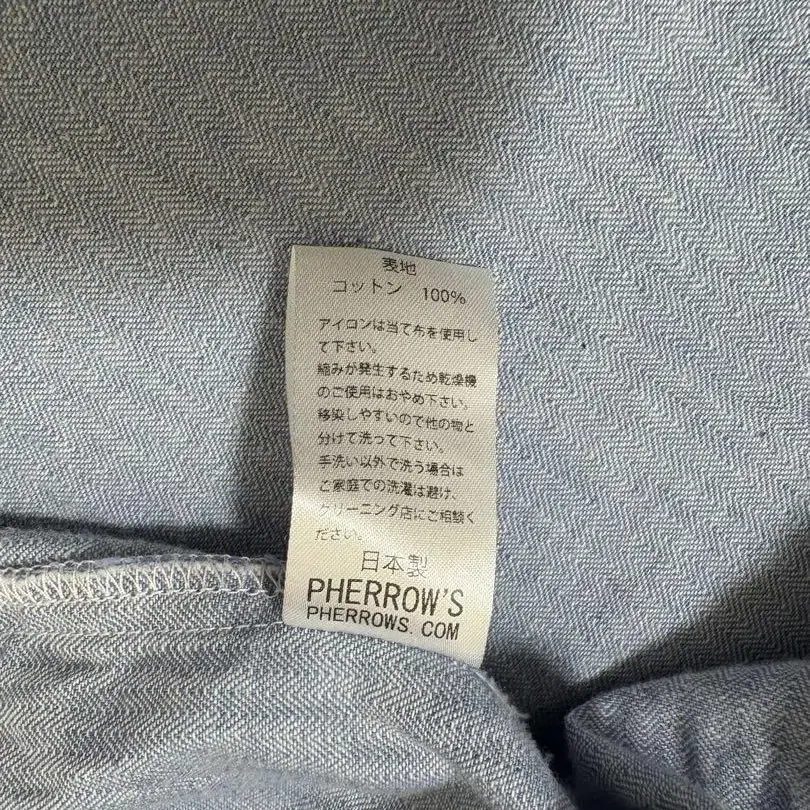 表地
コットン 100%
アイロンは当て布を使用し
て下さい。
縮みが発生するため乾燥機
のご使用はおやめ下さい。
移染しやすいので他の物と
分けて洗って下さい。
手洗い以外で洗う場合は
ご家庭での洗濯は避け、
クリーニング店にご相談く
ださい。
日本製
PHERROW'S
PHERROWS.COM